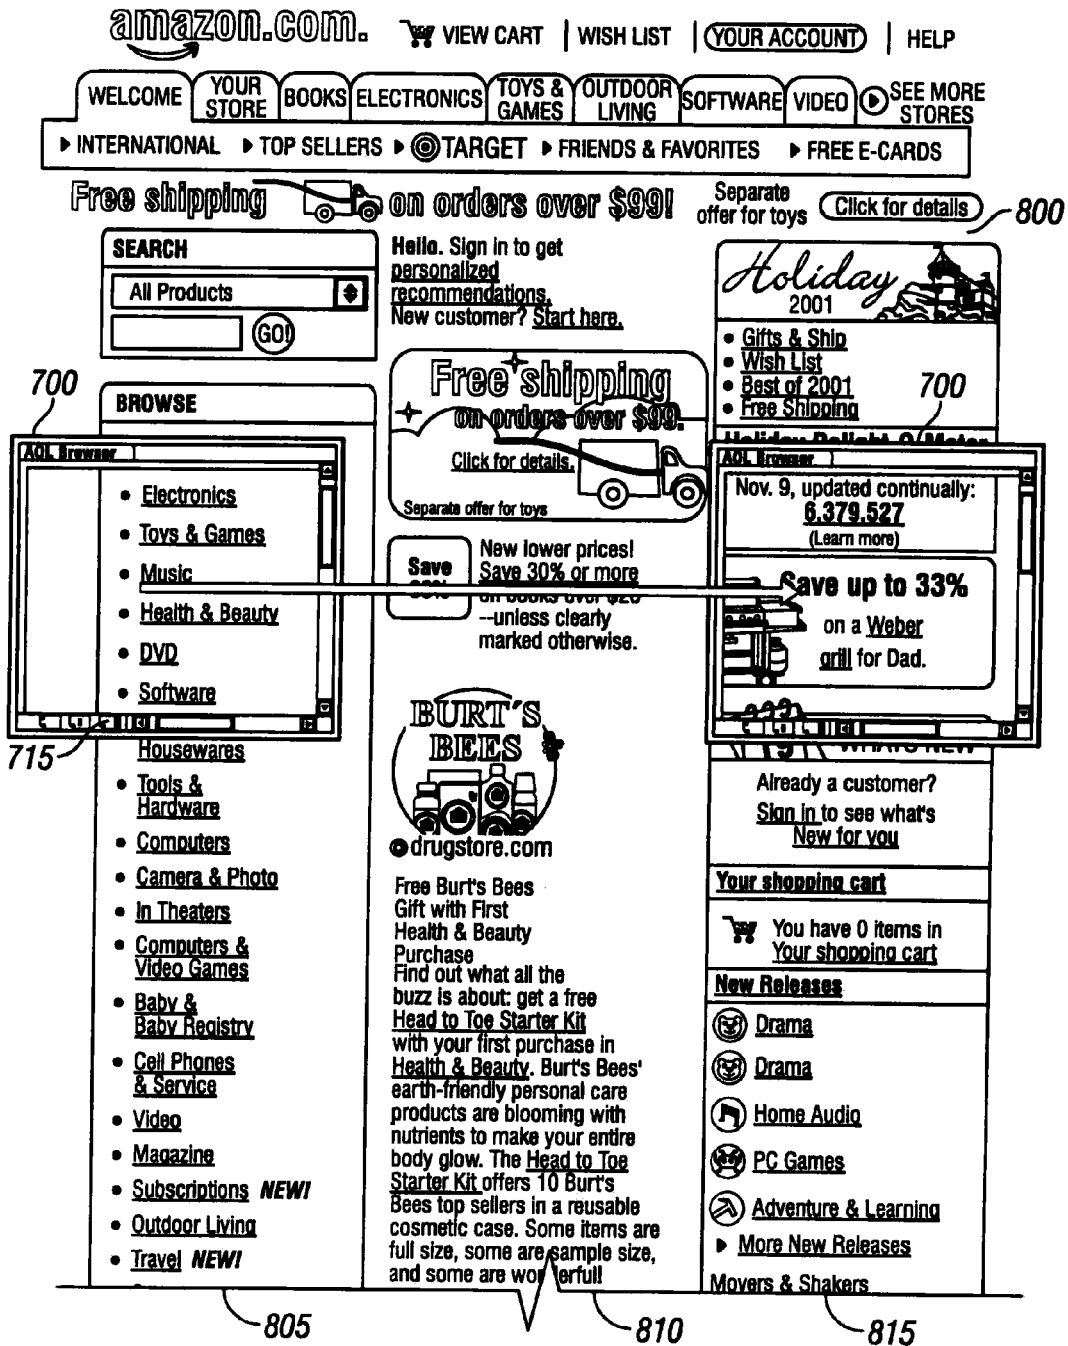 amazon.com.
VIEW CART | WISH LIST | YOUR ACCOUNT | HELP
WELCOME
YOUR STORE
BOOKS
ELECTRONICS
TOYS & GAMES
OUTDOOR LIVING
SOFTWARE
VIDEO
SEE MORE STORES
INTERNATIONAL TOP SELLERS TARGET FRIENDS & FAVORITES FREE E-CARDS
Free shipping on orders over $99!
Separate offer for toys
Click for details
800
SEARCH
All Products
GO!
700
BROWSE
AOL Browser
• Electronics
• Toys & Games
• Music
• Health & Beauty
• DVD
• Software
715
Housewares
• Tools &
Hardware
• Computers
• Camera & Photo
• In Theaters
• Computers &
Video Games
• Baby &
Baby Registry
• Cell Phones
& Service
• Video
• Magazine
• Subscriptions NEW!
• Outdoor Living
• Travel NEW!
805
Hello. Sign in to get
personalized
recommendations.
New customer? Start here.
Free shipping
on orders over $99.
Click for details.
Separate offer for toys
Save
New lower prices!
Save 30% or more
on books over $20
--unless clearly
marked otherwise.
BURT'S
BEES
drugstore.com
Free Burt's Bees
Gift with First
Health & Beauty
Purchase
Find out what all the
buzz is about: get a free
Head to Toe Starter Kit
with your first purchase in
Health & Beauty. Burt's Bees'
earth-friendly personal care
products are blooming with
nutrients to make your entire
body glow. The Head to Toe
Starter Kit offers 10 Burt's
Bees top sellers in a reusable
cosmetic case. Some items are
full size, some are sample size,
and some are wonderful!
810
Holiday
2001
• Gifts & Ship
• Wish List
• Best of 2001
• Free Shipping
700
Holiday Delight-O-Meter
AOL Browser
Nov. 9, updated continually:
6,379,527
(Learn more)
Save up to 33%
on a Weber
grill for Dad.
WHAT'S NEW
Already a customer?
Sign in to see what's
New for you
Your shopping cart
You have 0 items in
Your shopping cart
New Releases
Drama
Drama
Home Audio
PC Games
Adventure & Learning
More New Releases
Movers & Shakers
815